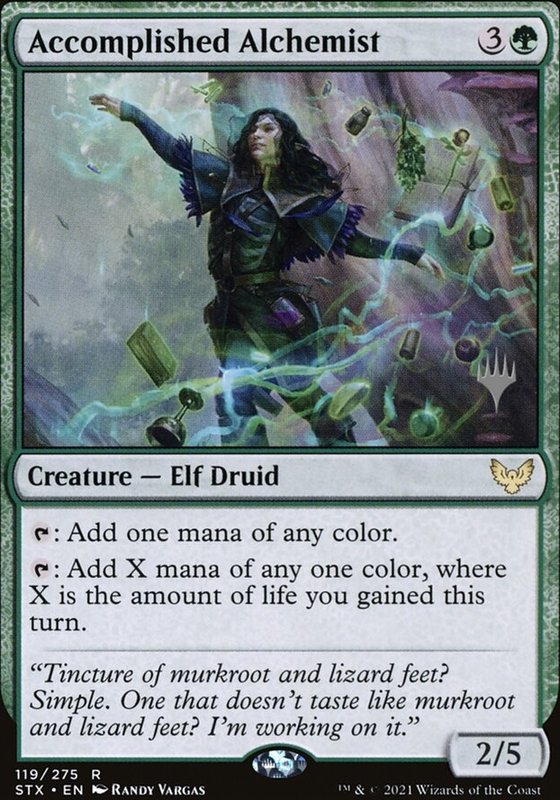 Accomplished Alchemist 3
Creature — Elf Druid
: Add one mana of any color.
: Add X mana of any one color, where
X is the amount of life you gained this
turn.
“Tincture of murkroot and lizard feet?
Simple. One that doesn’t taste like murkroot
and lizard feet? I’m working on it.”
2/5
119/275 R
STX • EN RANDY VARGAS
™ & © 2021 Wizards of the Coast